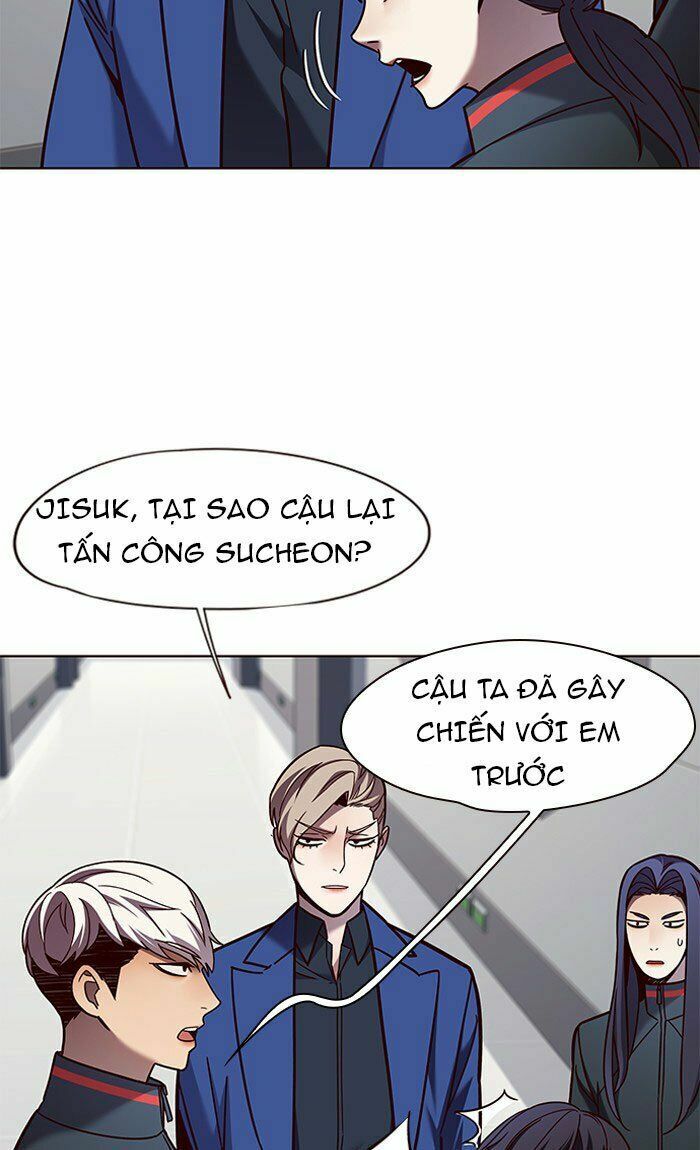 JISUK, TẠI SAO CẬU LẠI
TẤN CÔNG SUCHEON?
CẬU TA ĐÃ GÂY
CHIẾN VỚI EM
TRƯỚC